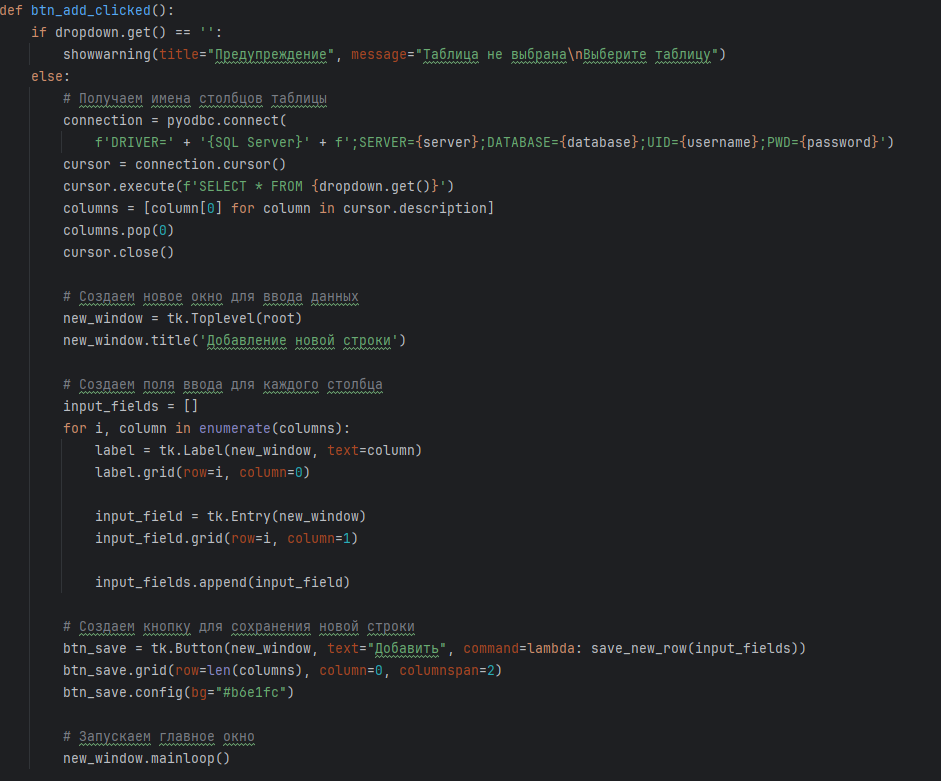 def btn_add_clicked():
    if dropdown.get() == '':
        showwarning(title="Предупреждение", message="Таблица не выбрана\nВыберите таблицу")
    else:
        # Получаем имена столбцов таблицы
        connection = pyodbc.connect(
            f'DRIVER=' + '{SQL Server}' + f';SERVER={server};DATABASE={database};UID={username};PWD={password}')
        cursor = connection.cursor()
        cursor.execute(f'SELECT * FROM {dropdown.get()}')
        columns = [column[0] for column in cursor.description]
        columns.pop(0)
        cursor.close()

        # Создаем новое окно для ввода данных
        new_window = tk.Toplevel(root)
        new_window.title('Добавление новой строки')

        # Создаем поля ввода для каждого столбца
        input_fields = []
        for i, column in enumerate(columns):
            label = tk.Label(new_window, text=column)
            label.grid(row=i, column=0)

            input_field = tk.Entry(new_window)
            input_field.grid(row=i, column=1)

            input_fields.append(input_field)

        # Создаем кнопку для сохранения новой строки
        btn_save = tk.Button(new_window, text="Добавить", command=lambda: save_new_row(input_fields))
        btn_save.grid(row=len(columns), column=0, columnspan=2)
        btn_save.config(bg="#b6e1fc")

        # Запускаем главное окно
        new_window.mainloop()